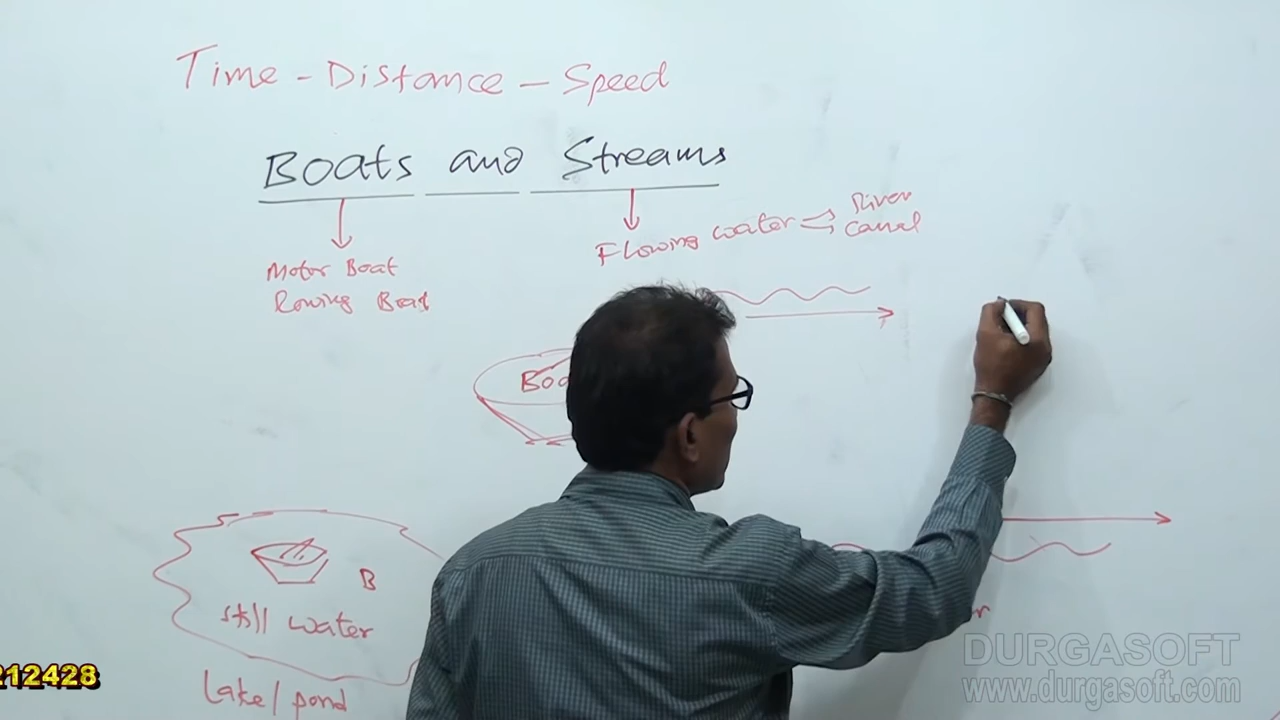 Time - Distance - Speed
Boats and Streams
River
Flowing water
Canal
Motor Boat
Rowing Boat
B
still water
Lake/pond
212428
DURGASOFT
www.durgasoft.com